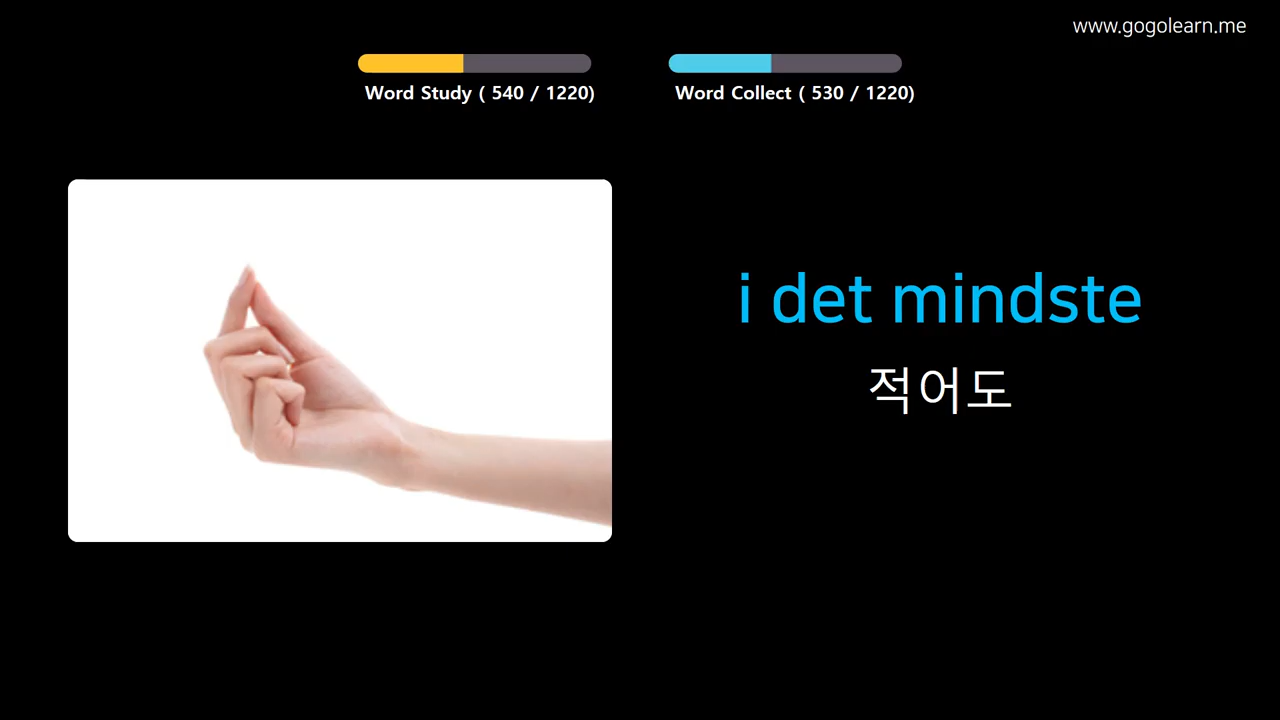 www.gogolearn.me
Word Study ( 540 / 1220)
Word Collect ( 530 / 1220)
i det mindste
적어도